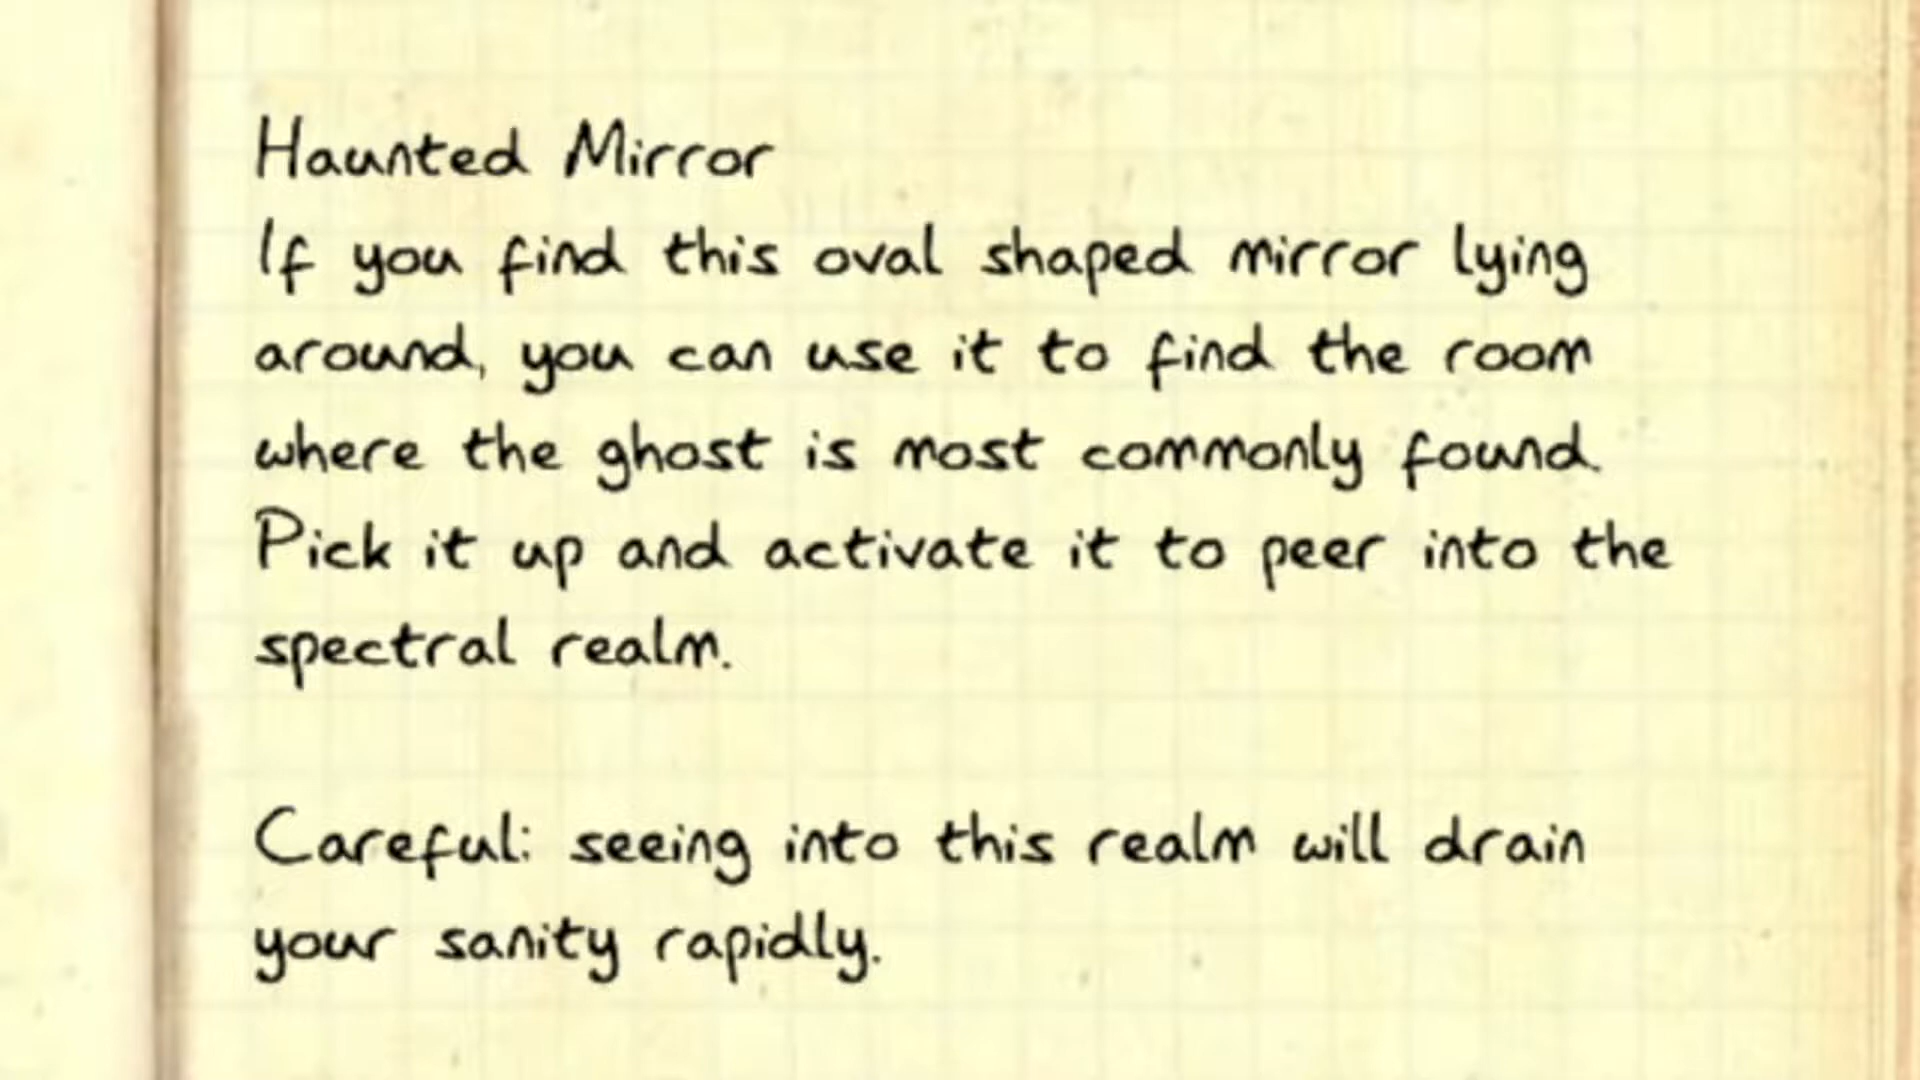 Haunted Mirror
If you find this oval shaped mirror lying
around, you can use it to find the room
where the ghost is most commonly found.
Pick it up and activate it to peer into the
spectral realm.
Careful: seeing into this realm will drain
your sanity rapidly.